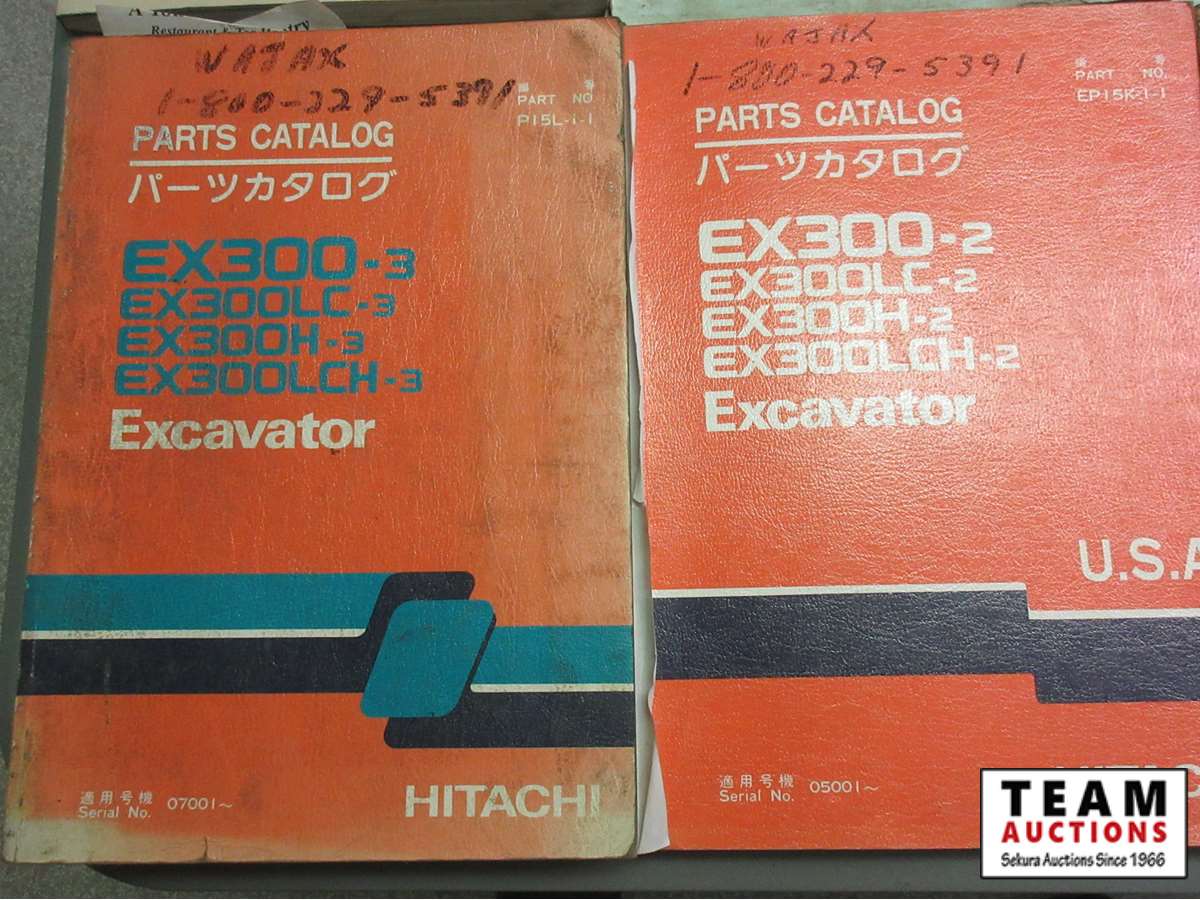 Restaurant &
WAJAX
1-800-229-5391
番 号
PART NO.
P15L-1-1
PARTS CATALOG
パーツカタログ
EX300-3
EX300LC-3
EX300H-3
EX300LCH-3
Excavator
適用号機
Serial No. 07001~
HITACHI
WAJAX
1-800-229-5391
番 号
PART NO.
EP15K-1-1
PARTS CATALOG
パーツカタログ
EX300-2
EX300LC-2
EX300H-2
EX300LCH-2
Excavator
U.S.A
適用号機
Serial No. 05001~
TEAM
AUCTIONS
Sekura Auctions Since 1966